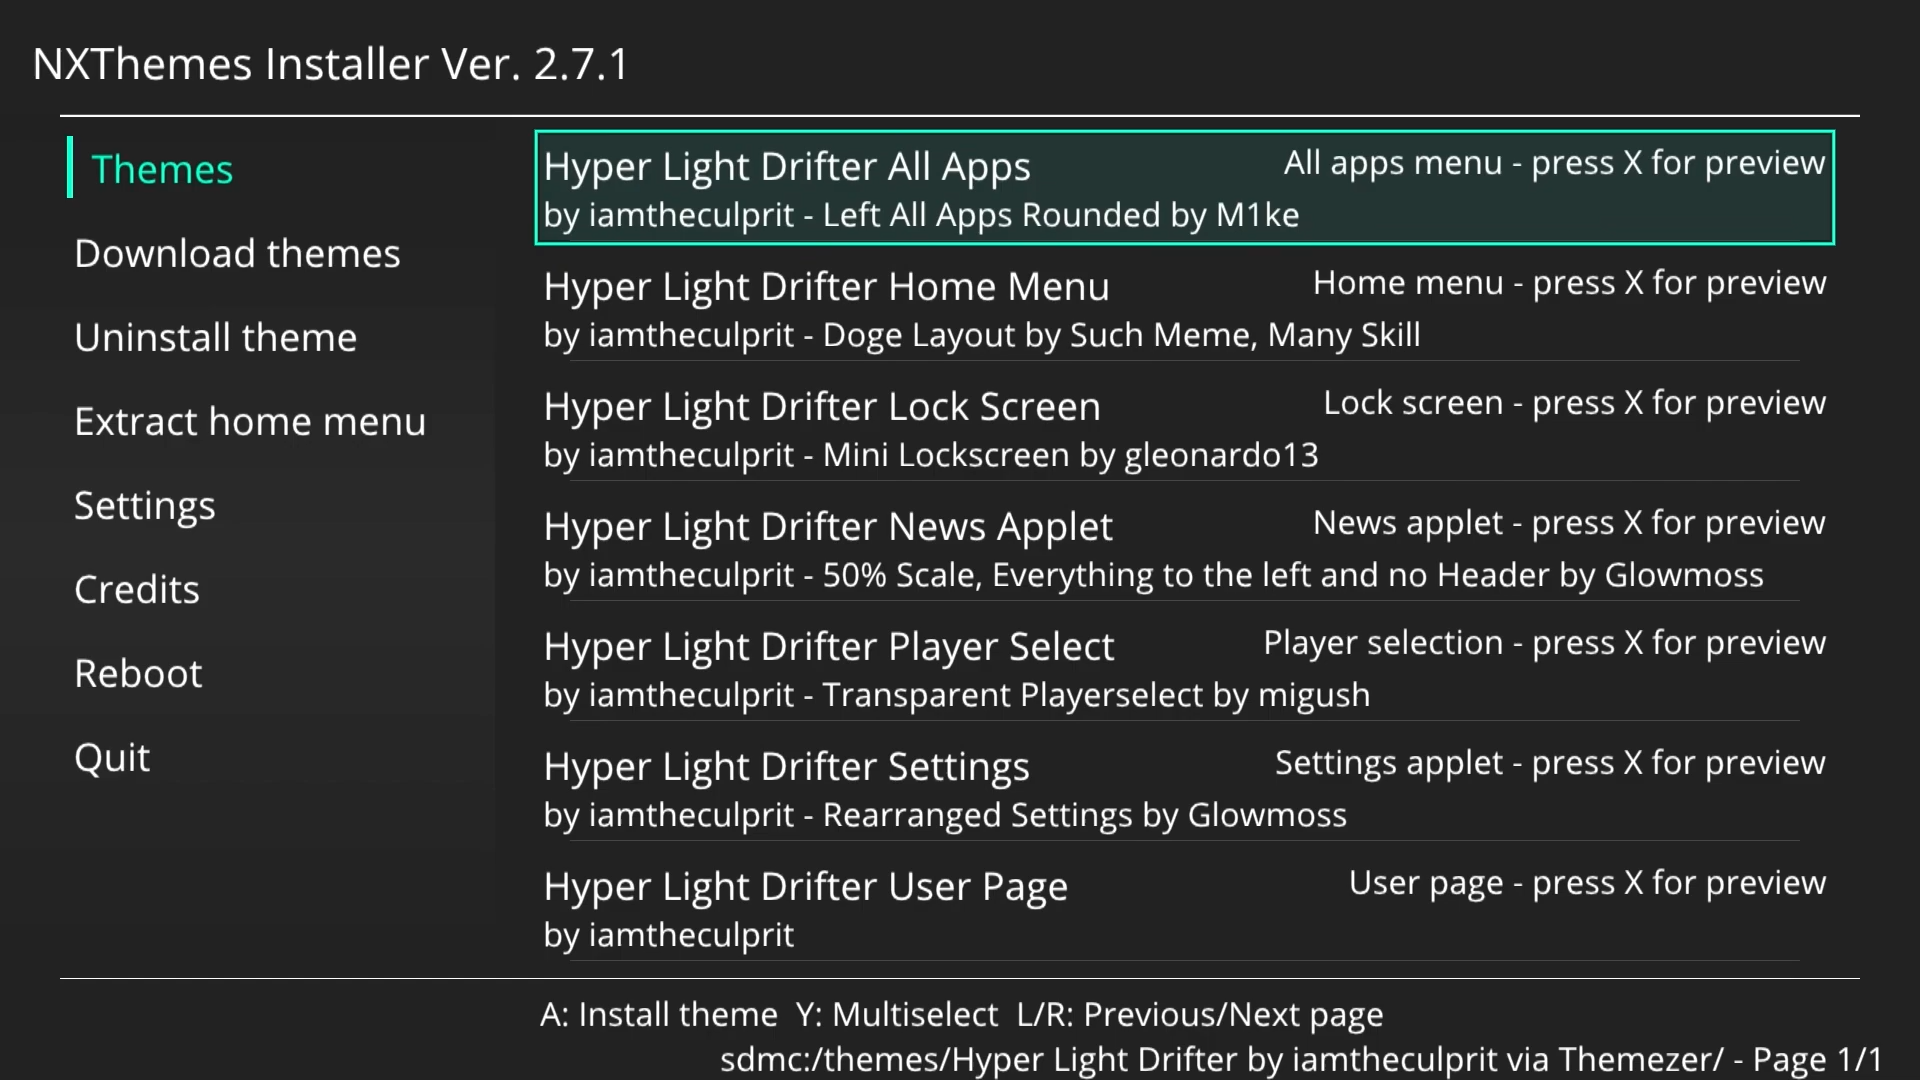 NXThemes Installer Ver. 2.7.1
Themes
Download themes
Uninstall theme
Extract home menu
Settings
Credits
Reboot
Quit
Hyper Light Drifter All Apps
All apps menu - press X for preview
by iamtheculprit - Left All Apps Rounded by M1ke
Hyper Light Drifter Home Menu
Home menu - press X for preview
by iamtheculprit - Doge Layout by Such Meme, Many Skill
Hyper Light Drifter Lock Screen
Lock screen - press X for preview
by iamtheculprit - Mini Lockscreen by gleonardo13
Hyper Light Drifter News Applet
News applet - press X for preview
by iamtheculprit - 50% Scale, Everything to the left and no Header by Glowmoss
Hyper Light Drifter Player Select
Player selection - press X for preview
by iamtheculprit - Transparent Playerselect by migush
Hyper Light Drifter Settings
Settings applet - press X for preview
by iamtheculprit - Rearranged Settings by Glowmoss
Hyper Light Drifter User Page
User page - press X for preview
by iamtheculprit
A: Install theme  Y: Multiselect  L/R: Previous/Next page
sdmc:/themes/Hyper Light Drifter by iamtheculprit via Themezer/ - Page 1/1